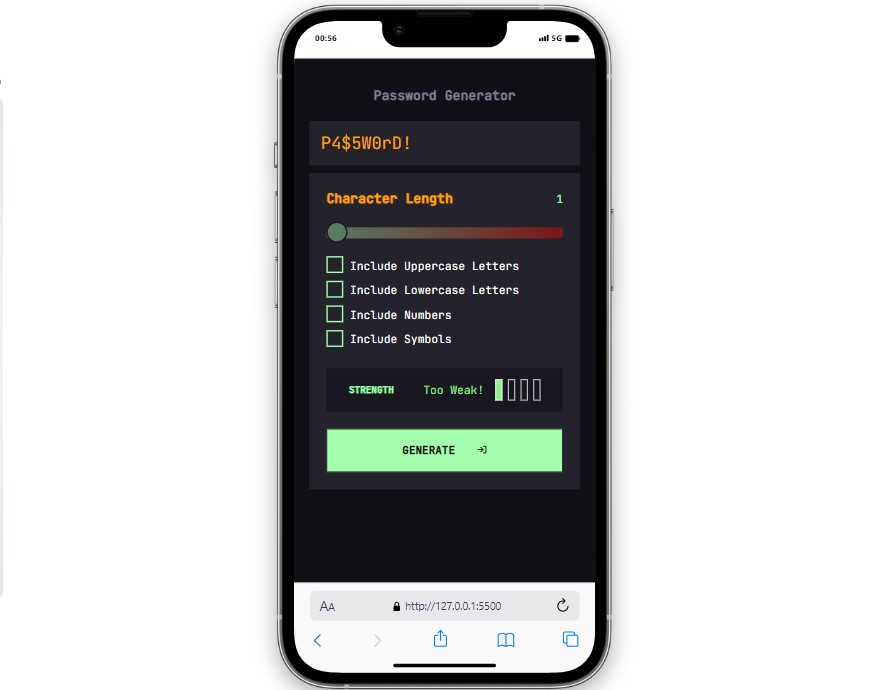 00:56 5G
Password Generator
P4$5W0rD!
Character Length 1
Include Uppercase Letters
Include Lowercase Letters
Include Numbers
Include Symbols
STRENGTH Too Weak!
GENERATE
AA http://127.0.0.1:5500